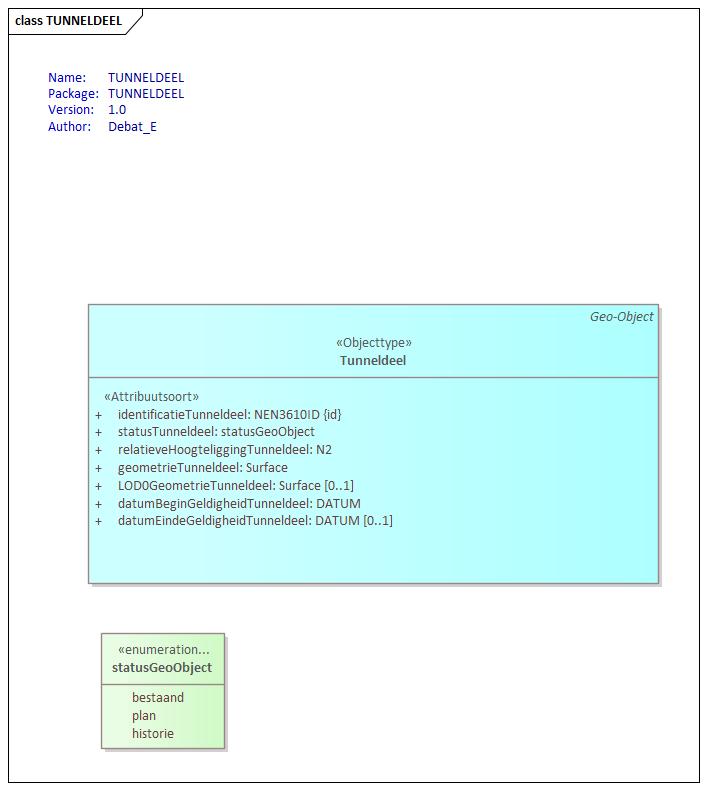 class TUNNELDEEL
Name: TUNNELDEEL
Package: TUNNELDEEL
Version: 1.0
Author: Debat_E
Geo-Object
«Objecttype»
Tunneldeel
«Attribuutsoort»
+ identificatieTunneldeel: NEN3610ID {id}
+ statusTunneldeel: statusGeoObject
+ relatieveHoogteliggingTunneldeel: N2
+ geometrieTunneldeel: Surface
+ LOD0GeometrieTunneldeel: Surface [0..1]
+ datumBeginGeldigheidTunneldeel: DATUM
+ datumEindeGeldigheidTunneldeel: DATUM [0..1]
«enumeration...
statusGeoObject
bestaand
plan
historie